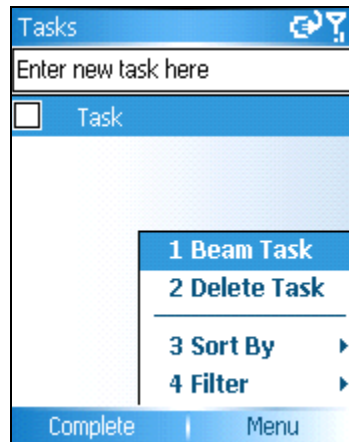 Tasks
Enter new task here
Task
1 Beam Task
2 Delete Task
3 Sort By
4 Filter
Complete
Menu